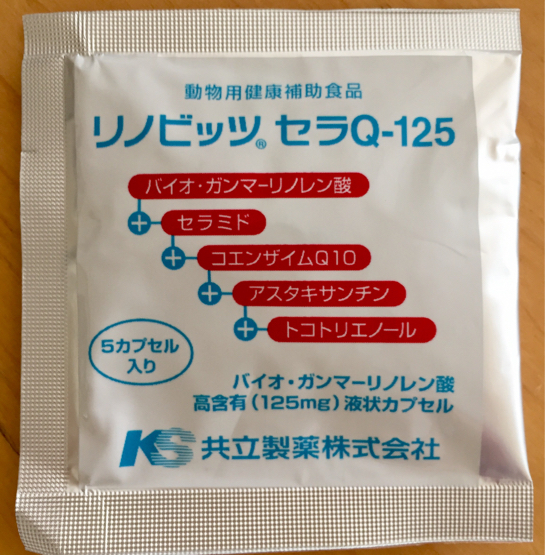 動物用健康補助食品
リノビッツ® セラQ-125
バイオ・ガンマーリノレン酸
+ セラミド
+ コエンザイムQ10
+ アスタキサンチン
+ トコトリエノール
5カプセル
入り
バイオ・ガンマーリノレン酸
高含有(125mg)液状カプセル
KS 共立製薬株式会社